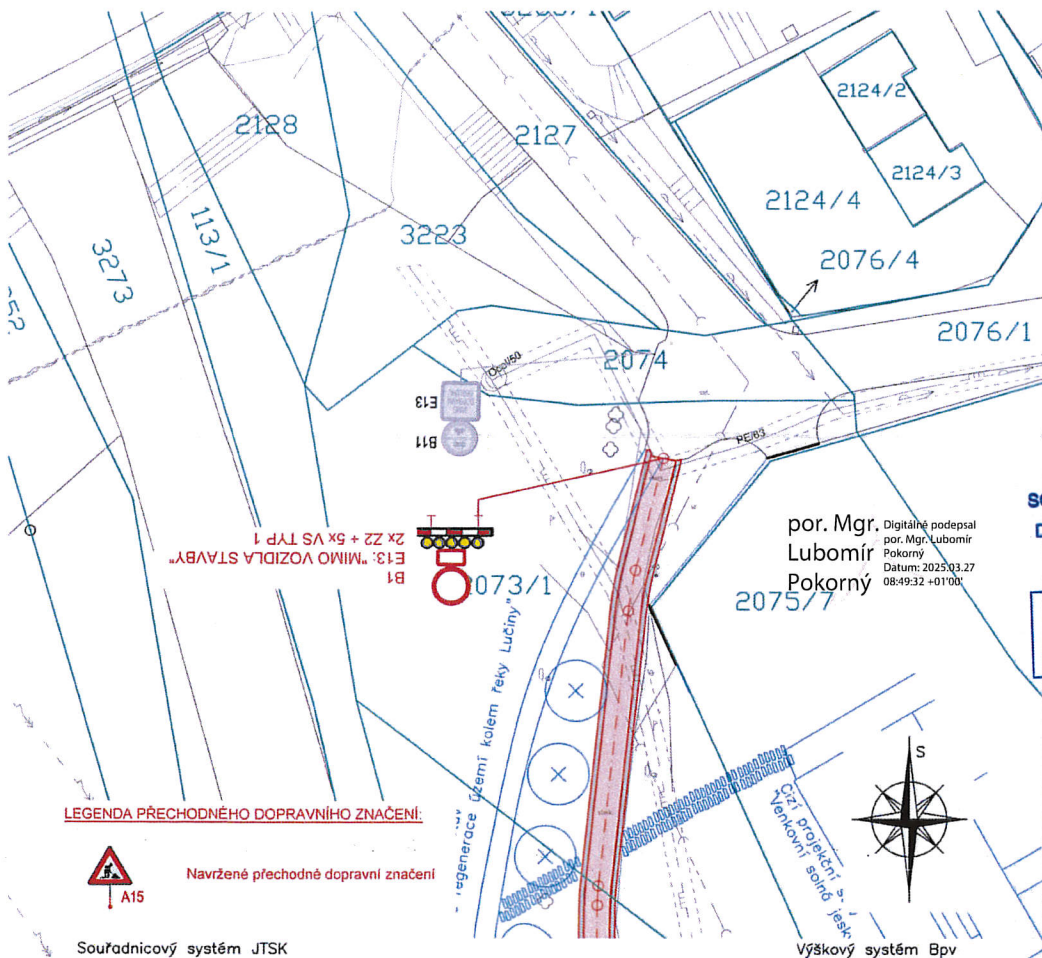 2128
2127
2124/2
2124/3
2124/4
3223
113/1
3273
2076/4
2076/1
2074
Ocel/50
E13
B11
PE/63
2x Z2 + 5x VS TYP 1
E13: "MIMO VOZIDLA STAVBY"
B1
2073/1
por. Mgr.
Lubomír
Pokorný
Digitálně podepsal
por. Mgr. Lubomír
Pokorný
Datum: 2025.03.27
08:49:32 +01'00'
2075/7
území kolem řeky Lučiny"
S
Cizí projekční
"Venkovní solná
LEGENDA PŘECHODNÉHO DOPRAVNÍHO ZNAČENÍ:
A15
Navržené přechodné dopravní značení
Souřadnicový systém JTSK
Výškový systém Bpv